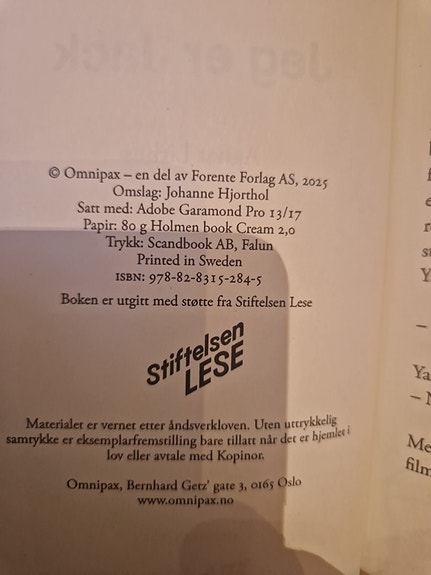 © Omnipax – en del av Forente Forlag AS, 2025
Omslag: Johanne Hjorthol
Satt med: Adobe Garamond Pro 13/17
Papir: 80 g Holmen book Cream 2,0
Trykk: Scandbook AB, Falun
Printed in Sweden
ISBN: 978-82-8315-284-5
Boken er utgitt med støtte fra Stiftelsen Lese
Stiftelsen
LESE
Materialet er vernet etter åndsverkloven. Uten uttrykkelig
samtykke er eksemplarfremstilling bare tillatt når det er hjemlet i
lov eller avtale med Kopinor.
Omnipax, Bernhard Getz' gate 3, 0165 Oslo
www.omnipax.no